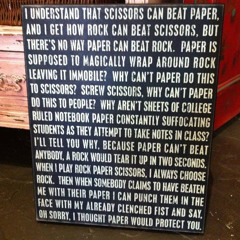 I UNDERSTAND THAT SCISSORS CAN BEAT PAPER,
AND I GET HOW ROCK CAN BEAT SCISSORS, BUT
THERE'S NO WAY PAPER CAN BEAT ROCK. PAPER IS
SUPPOSED TO MAGICALLY WRAP AROUND ROCK
LEAVING IT IMMOBILE? WHY CAN'T PAPER DO THIS
TO SCISSORS? SCREW SCISSORS, WHY CAN'T PAPER
DO THIS TO PEOPLE? WHY AREN'T SHEETS OF COLLEGE
RULED NOTEBOOK PAPER CONSTANTLY SUFFOCATING
STUDENTS AS THEY ATTEMPT TO TAKE NOTES IN CLASS?
I'LL TELL YOU WHY, BECAUSE PAPER CAN'T BEAT
ANYBODY, A ROCK WOULD TEAR IT UP IN TWO SECONDS.
WHEN I PLAY ROCK PAPER SCISSORS, I ALWAYS CHOOSE
ROCK. THEN WHEN SOMEBODY CLAIMS TO HAVE BEATEN
ME WITH THEIR PAPER I CAN PUNCH THEM IN THE
FACE WITH MY ALREADY CLENCHED FIST AND SAY,
OH SORRY, I THOUGHT PAPER WOULD PROTECT YOU.